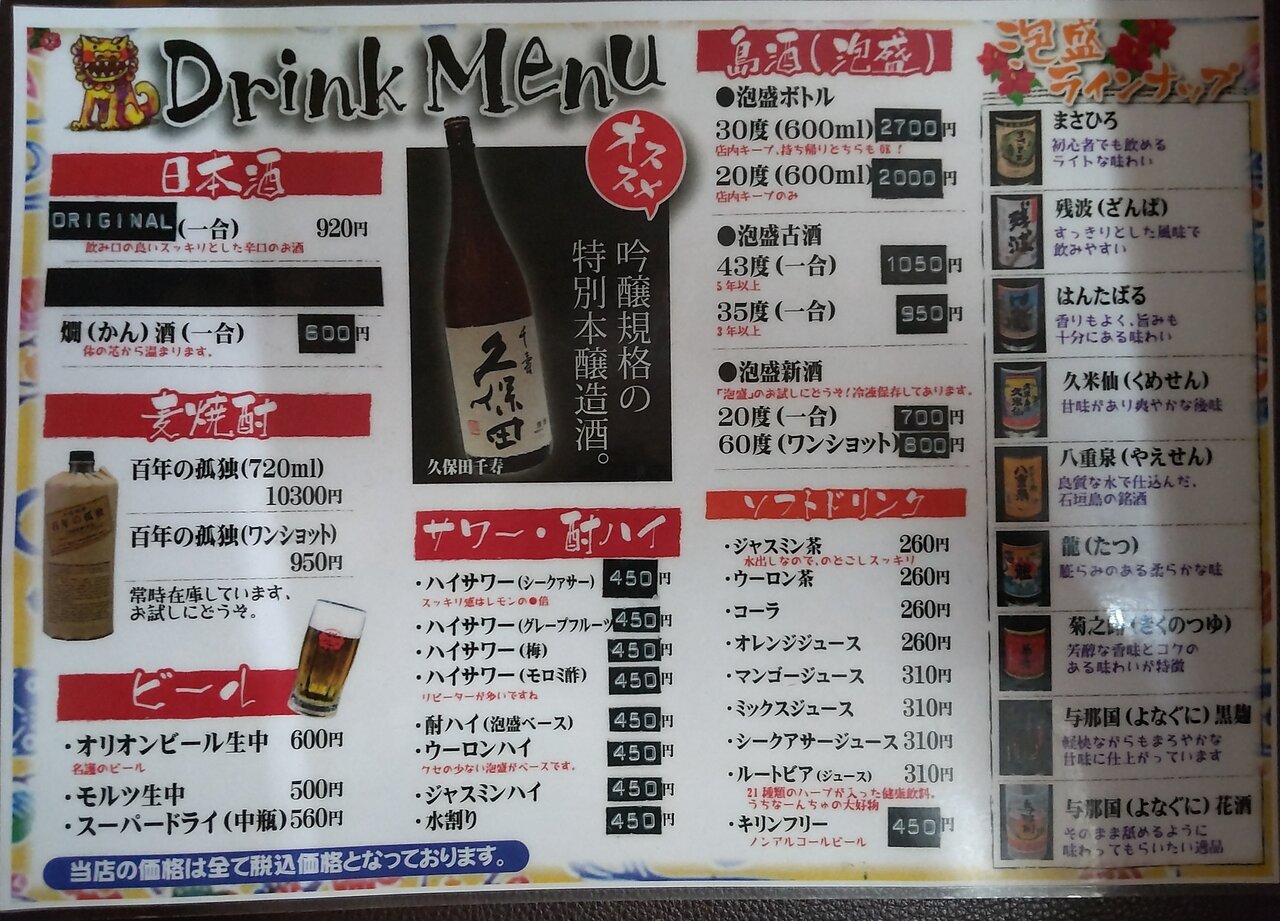 Drink Menu
日本酒
ORIGINAL (一合) 920円
飲み口の良いスッキリとした辛口のお酒
燗(かん)酒(一合) 600円
体の芯から温まります。
麦焼酎
百年の孤独(720ml)
10300円
百年の孤独(ワンショット)
950円
常時在庫しています、
お試しにどうぞ。
百年の孤独
ビール
・オリオンビール生中 600円
名護のビール
・モルツ生中 500円
・スーパードライ(中瓶)560円
当店の価格は全て税込価格となっております。
オススメ
吟醸規格の
特別本醸造酒。
千寿
久保田
久保田千寿
サワー・酎ハイ
・ハイサワー(シークアサー) 450円
スッキリ感はレモンの●倍
・ハイサワー(グレープフルーツ 450円
・ハイサワー(梅) 450円
・ハイサワー(モロミ酢) 450円
リピーターが多いですね
・酎ハイ(泡盛ベース) 450円
・ウーロンハイ 450円
クセの少ない泡盛がベースです。
・ジャスミンハイ 450円
・水割り 450円
島酒(泡盛)
●泡盛ボトル
30度(600ml) 2700円
店内キープ、持ち帰りとちらも OK!
20度(600ml) 2000円
店内キープのみ
●泡盛古酒
43度(一合) 1050円
5年以上
35度(一合) 950円
3年以上
●泡盛新酒
「泡盛」のお試しにとうぞ!冷凍保存してあります。
20度(一合) 700円
60度(ワンショット) 800円
ソフトドリンク
・ジャスミン茶 260円
水出しなので、のとごしスッキリ
・ウーロン茶 260円
・コーラ 260円
・オレンジジュース 260円
・マンゴージュース 310円
・ミックスジュース 310円
・シークアサージュース 310円
・ルートビア(ジュース) 310円
21種類のハーブが入った健康飲料。
うちなーんちゅの大好物
・キリンフリー 450円
ノンアルコールビール
泡盛
ラインナップ
まさひろ
初心者でも飲める
ライトな味わい
残波(ざんぱ)
すっきりとした風味で
飲みやすい
残波
はんたばる
香りもよく、旨みも
十分にある味わい
久米仙(くめせん)
甘味があり爽やかな後味
久米仙
八重泉(やえせん)
良質な水で仕込んだ、
石垣島の銘酒
八重泉
龍(たつ)
膨らみのある柔らかな味
龍
菊之露(きくのつゆ)
芳醇な香味とコクの
ある味わいが特徴
与那国(よなぐに)黒麹
軽快ながらもまろやかな
甘味に仕上がっています
与那国(よなぐに)花酒
そのまま舐めるように
味わってもらいたい逸品